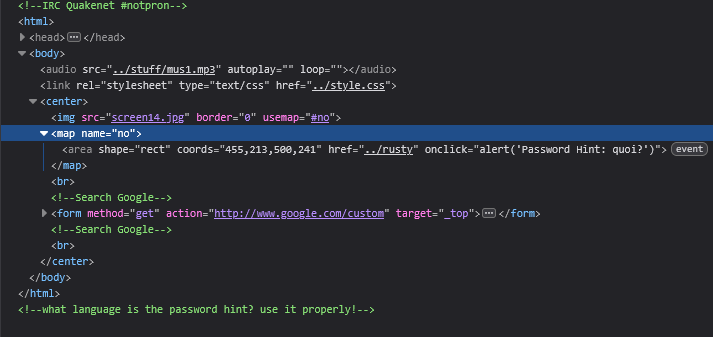 <!--IRC Quakenet #notpron-->
<html>
<head>⋯</head>
<body>
<audio src="../stuff/mus1.mp3" autoplay="" loop=""></audio>
<link rel="stylesheet" type="text/css" href="../style.css">
<center>
<img src="screen14.jpg" border="0" usemap="#no">
<map name="no">
<area shape="rect" coords="455,213,500,241" href="../rusty" onclick="alert('Password Hint: quoi?')"> event
</map>
<br>
<!--Search Google-->
<form method="get" action="http://www.google.com/custom" target="_top">⋯</form>
<!--Search Google-->
<br>
</center>
</body>
</html>
<!--what language is the password hint? use it properly!-->